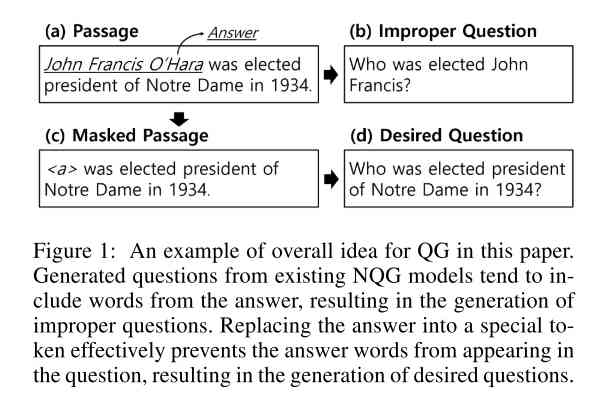 (a) Passage
Answer
(b) Improper Question
John Francis O'Hara was elected
president of Notre Dame in 1934.
Who was elected John
Francis?
(c) Masked Passage
(d) Desired Question
<a> was elected president of
Notre Dame in 1934.
Who was elected president
of Notre Dame in 1934?
Figure 1: An example of overall idea for QG in this paper.
Generated questions from existing NQG models tend to in-
clude words from the answer, resulting in the generation of
improper questions. Replacing the answer into a special to-
ken effectively prevents the answer words from appearing in
the question, resulting in the generation of desired questions.